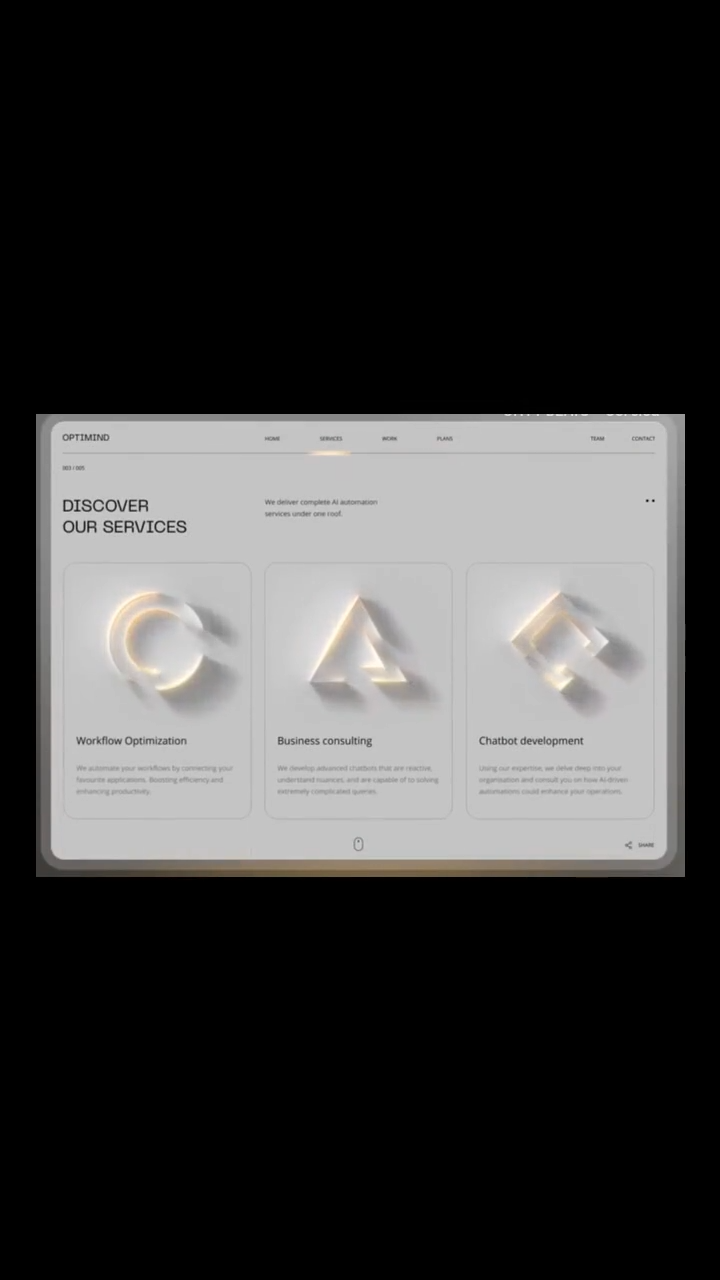 OPTIMIND
HOME SERVICES WORK PLANS TEAM CONTACT
003 / 005
DISCOVER
OUR SERVICES
We deliver complete AI automation
services under one roof.
Workflow Optimization
We automate your workflows by connecting your
favourite applications. Boosting efficiency and
enhancing productivity.
Business consulting
We develop advanced chatbots that are reactive,
understand nuances, and are capable of to solving
extremely complicated queries.
Chatbot development
Using our expertise, we delve deep into your
organization and consult you on how AI-driven
automations could enhance your operations.
SHARE